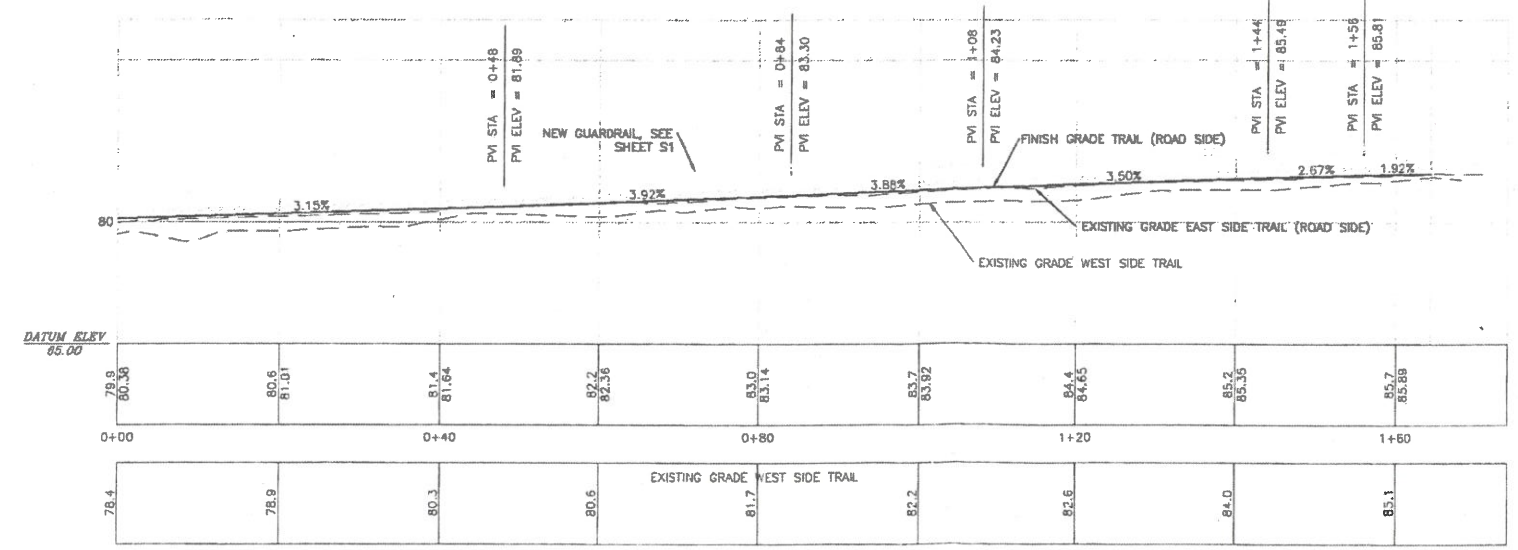 PVI STA = 0+48
PVI ELEV = 81.89
PVI STA = 0+84
PVI ELEV = 83.30
PVI STA = 1+08
PVI ELEV = 84.23
PVI STA = 1+44
PVI ELEV = 85.49
PVI STA = 1+56
PVI ELEV = 85.81
NEW GUARDRAIL, SEE
SHEET S1
FINISH GRADE TRAIL (ROAD SIDE)
3.15%
3.92%
3.88%
3.50%
2.67%
1.92%
80
EXISTING GRADE EAST SIDE TRAIL (ROAD SIDE)
EXISTING GRADE WEST SIDE TRAIL
DATUM ELEV
65.00
79.9
80.38
80.6
81.01
81.4
81.64
82.2
82.36
83.0
83.14
83.7
83.92
84.4
84.65
85.2
85.35
85.7
85.89
0+00
0+40
0+80
1+20
1+60
EXISTING GRADE WEST SIDE TRAIL
78.4
78.9
80.3
80.6
81.7
82.2
82.6
84.0
85.1